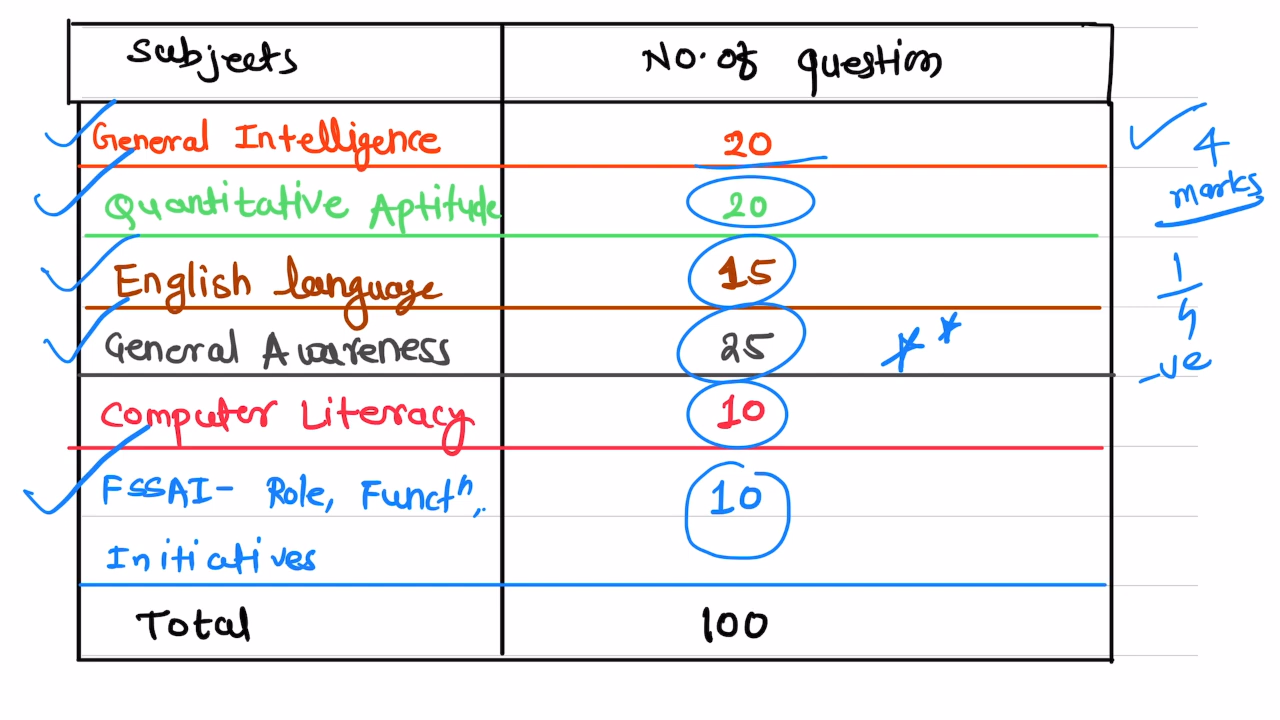 Subjects No. of question
General Intelligence 20
Quantitative Aptitude 20
English language 15
General Awareness 25 **
Computer Literacy 10
FSSAI- Role, Functn,. 10
Initiatives
Total 100
4
marks
1
-ve